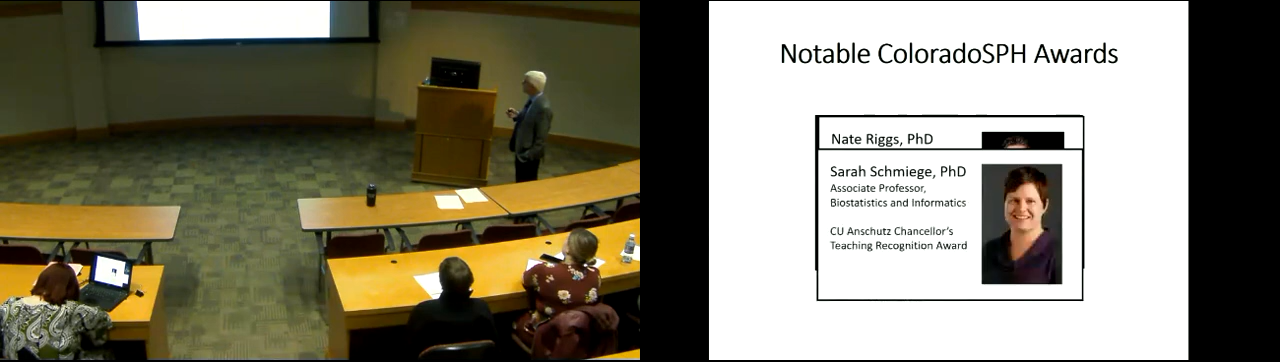 Notable ColoradoSPH Awards
Nate Riggs, PhD
Sarah Schmiege, PhD
Associate Professor,
Biostatistics and Informatics
CU Anschutz Chancellor's
Teaching Recognition Award